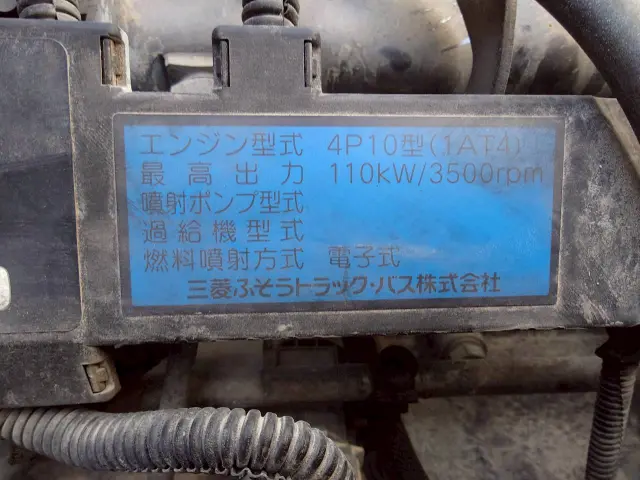 エンジン型式 4P10型(1AT4)
最高出力 110kW/3500rpm
噴射ポンプ型式
過給機型式
燃料噴射方式 電子式
三菱ふそうトラック・バス株式会社